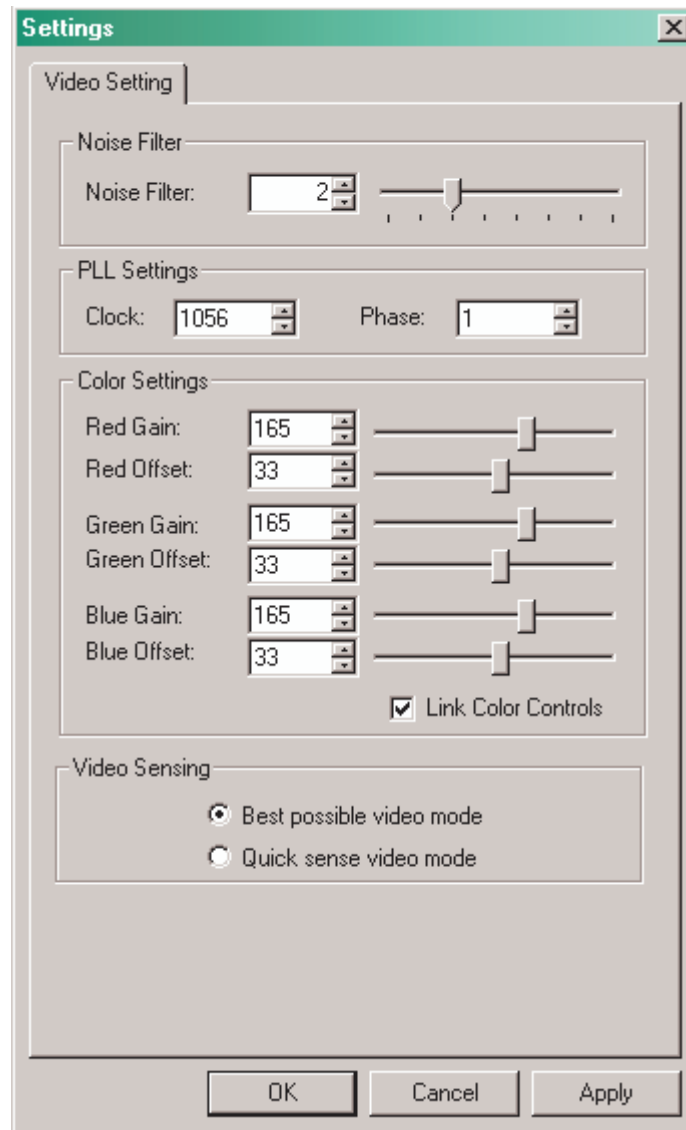 Settings
Video Setting
Noise Filter
Noise Filter: 2
PLL Settings
Clock: 1056 Phase: 1
Color Settings
Red Gain: 165
Red Offset: 33
Green Gain: 165
Green Offset: 33
Blue Gain: 165
Blue Offset: 33
Link Color Controls
Video Sensing
Best possible video mode
Quick sense video mode
OK Cancel Apply